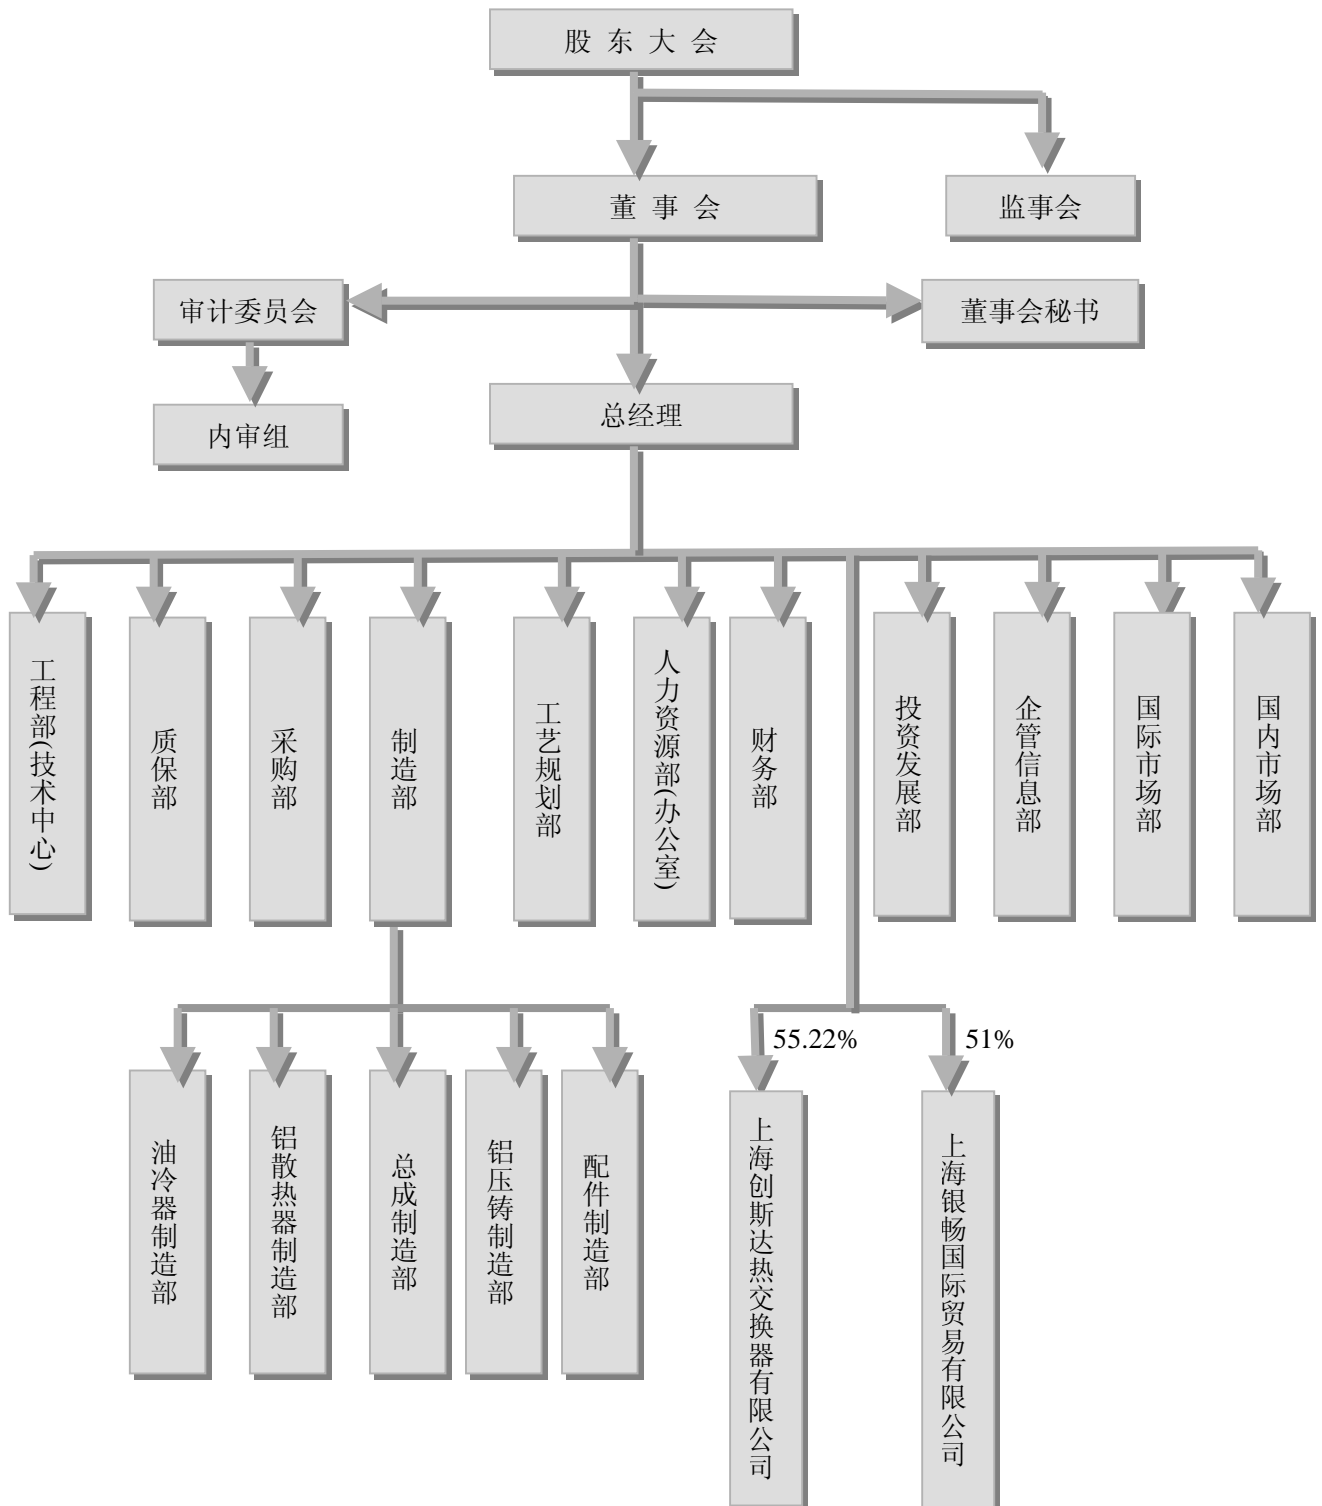 股 东 大 会
董 事 会
监事会
审计委员会
董事会秘书
总经理
内审组
工程部(技术中心)
质保部
采购部
制造部
工艺规划部
人力资源部(办公室)
财务部
投资发展部
企管信息部
国际市场部
国内市场部
55.22%
51%
油冷器制造部
铝散热器制造部
总成制造部
铝压铸制造部
配件制造部
上海创斯达热交换器有限公司
上海银畅国际贸易有限公司